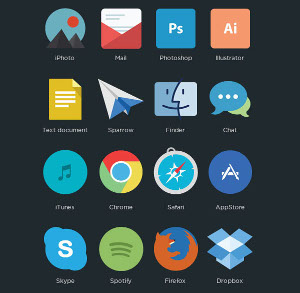 Ps
Ai
iPhoto
Mail
Photoshop
Illustrator
Text document
Sparrow
Finder
Chat
iTunes
Chrome
Safari
AppStore
S
Skype
Spotify
Firefox
Dropbox